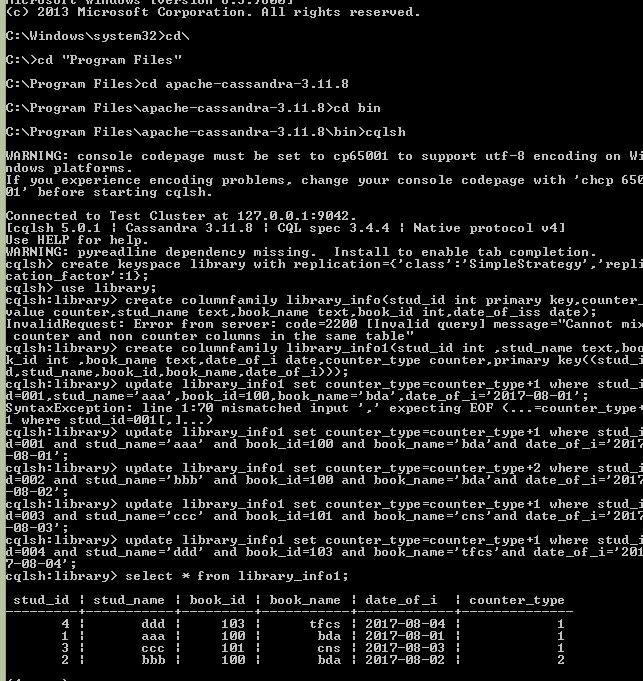 Microsoft Windows [Version 6.3.9600]
(c) 2013 Microsoft Corporation. All rights reserved.
C:\Windows\system32>cd\
C:\>cd "Program Files"
C:\Program Files>cd apache-cassandra-3.11.8
C:\Program Files\apache-cassandra-3.11.8>cd bin
C:\Program Files\apache-cassandra-3.11.8\bin>cqlsh
WARNING: console codepage must be set to cp65001 to support utf-8 encoding on Wi
ndows platforms.
If you experience encoding problems, change your console codepage with 'chcp 650
01' before starting cqlsh.
Connected to Test Cluster at 127.0.0.1:9042.
[cqlsh 5.0.1 | Cassandra 3.11.8 | CQL spec 3.4.4 | Native protocol v4]
Use HELP for help.
WARNING: pyreadline dependency missing.  Install to enable tab completion.
cqlsh> create keyspace library with replication={'class':'SimpleStrategy','repli
cation_factor':1};
cqlsh> use library;
cqlsh:library> create columnfamily library_info(stud_id int primary key,counter_
value counter,stud_name text,book_name text,book_id int,date_of_iss date);
InvalidRequest: Error from server: code=2200 [Invalid query] message="Cannot mix
 counter and non counter columns in the same table"
cqlsh:library> create columnfamily library_info1(stud_id int ,stud_name text,boo
k_id int ,book_name text,date_of_i date,counter_type counter,primary key((stud_i
d,stud_name,book_id,book_name,date_of_i)));
cqlsh:library> update library_info1 set counter_type=counter_type+1 where stud_i
d=001,stud_name='aaa',book_id=100,book_name='bda',date_of_i='2017-08-01';
SyntaxException: line 1:70 mismatched input ',' expecting EOF (...=counter_type+
1 where stud_id=001[,]...)
cqlsh:library> update library_info1 set counter_type=counter_type+1 where stud_i
d=001 and stud_name='aaa' and book_id=100 and book_name='bda'and date_of_i='2017
-08-01';
cqlsh:library> update library_info1 set counter_type=counter_type+2 where stud_i
d=002 and stud_name='bbb' and book_id=100 and book_name='bda'and date_of_i='2017
-08-02';
cqlsh:library> update library_info1 set counter_type=counter_type+1 where stud_i
d=003 and stud_name='ccc' and book_id=101 and book_name='cns'and date_of_i='2017
-08-03';
cqlsh:library> update library_info1 set counter_type=counter_type+1 where stud_i
d=004 and stud_name='ddd' and book_id=103 and book_name='tfcs'and date_of_i='201
7-08-04';
cqlsh:library> select * from library_info1;
stud_id | stud_name | book_id | book_name | date_of_i | counter_type
4 | ddd | 103 | tfcs | 2017-08-04 | 1
1 | aaa | 100 | bda | 2017-08-01 | 1
3 | ccc | 101 | cns | 2017-08-03 | 1
2 | bbb | 100 | bda | 2017-08-02 | 2